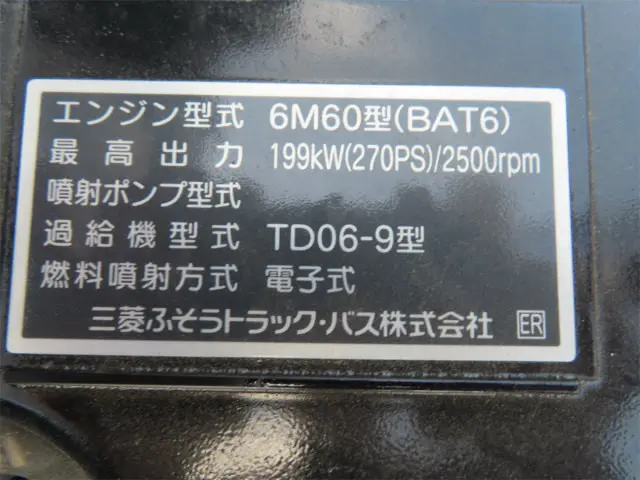 エンジン型式 6M60型(BAT6)
最高出力 199kW(270PS)/2500rpm
噴射ポンプ型式
過給機型式 TD06-9型
燃料噴射方式 電子式
三菱ふそうトラック・バス株式会社 ER